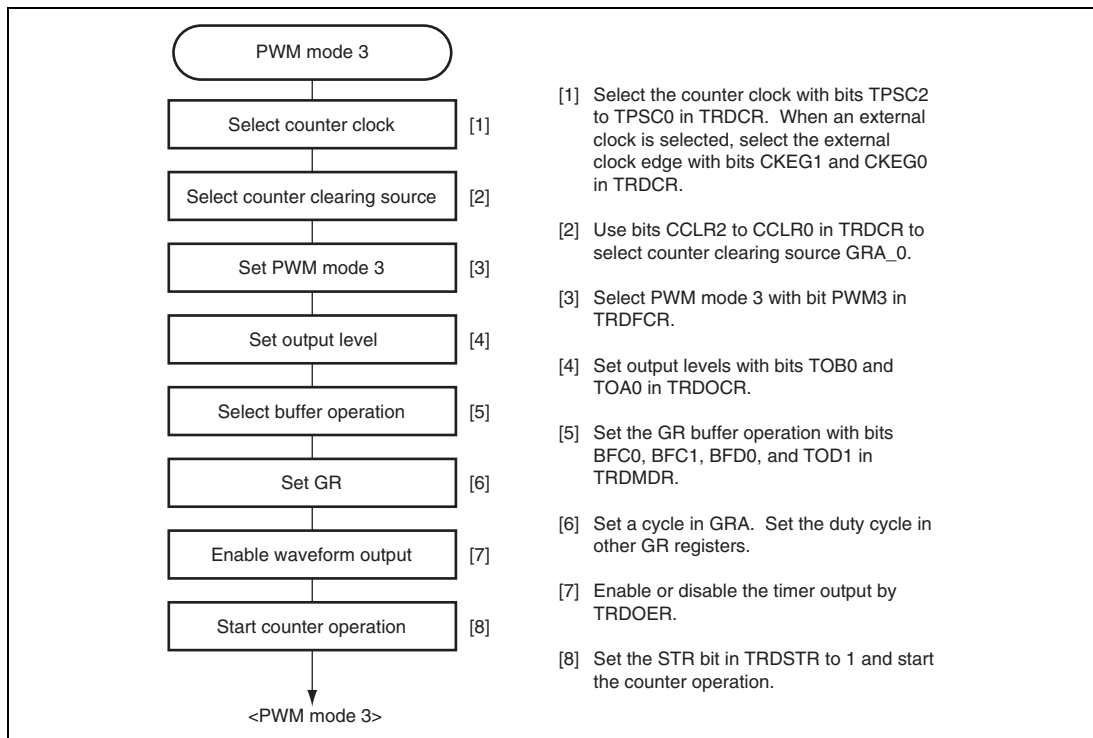 PWM mode 3
Select counter clock [1]
Select counter clearing source [2]
Set PWM mode 3 [3]
Set output level [4]
Select buffer operation [5]
Set GR [6]
Enable waveform output [7]
Start counter operation [8]
<PWM mode 3>
[1] Select the counter clock with bits TPSC2
to TPSC0 in TRDCR. When an external
clock is selected, select the external
clock edge with bits CKEG1 and CKEG0
in TRDCR.
[2] Use bits CCLR2 to CCLR0 in TRDCR to
select counter clearing source GRA_0.
[3] Select PWM mode 3 with bit PWM3 in
TRDFCR.
[4] Set output levels with bits TOB0 and
TOA0 in TRDOCR.
[5] Set the GR buffer operation with bits
BFC0, BFC1, BFD0, and TOD1 in
TRDMDR.
[6] Set a cycle in GRA. Set the duty cycle in
other GR registers.
[7] Enable or disable the timer output by
TRDOER.
[8] Set the STR bit in TRDSTR to 1 and start
the counter operation.